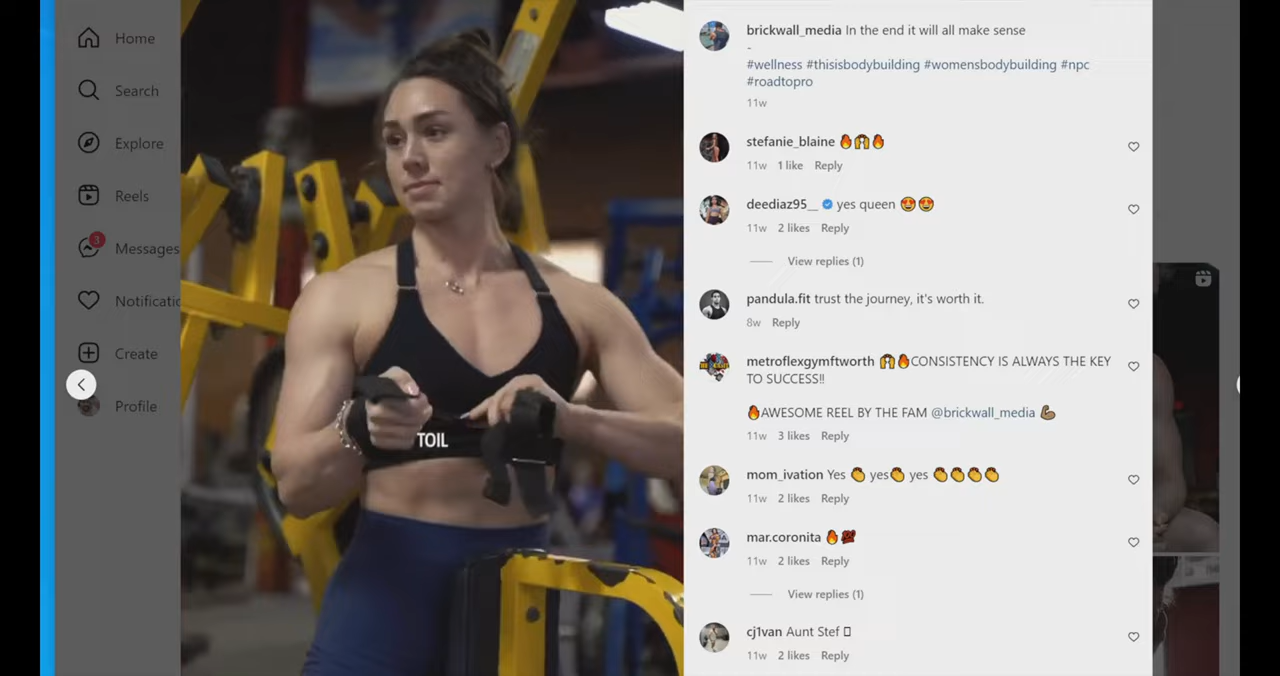 Home
Search
Explore
Reels
3
Messages
Notificatio
Create
Profile
TOIL
brickwall_media In the end it will all make sense
-
#wellness #thisisbodybuilding #womensbodybuilding #npc
#roadtopro
11w
stefanie_blaine 🔥🙌🔥
11w 1 like Reply
deediaz95__ yes queen 😍😍
11w 2 likes Reply
View replies (1)
pandula.fit trust the journey, it's worth it.
8w Reply
metroflexgymftworth 🙌🔥CONSISTENCY IS ALWAYS THE KEY
TO SUCCESS!!
🔥AWESOME REEL BY THE FAM @brickwall_media 💪🏾
11w 3 likes Reply
mom_ivation Yes 👏 yes👏 yes 👏👏👏👏
11w 2 likes Reply
mar.coronita 🔥💯
11w 2 likes Reply
View replies (1)
cj1van Aunt Stef
11w 2 likes Reply